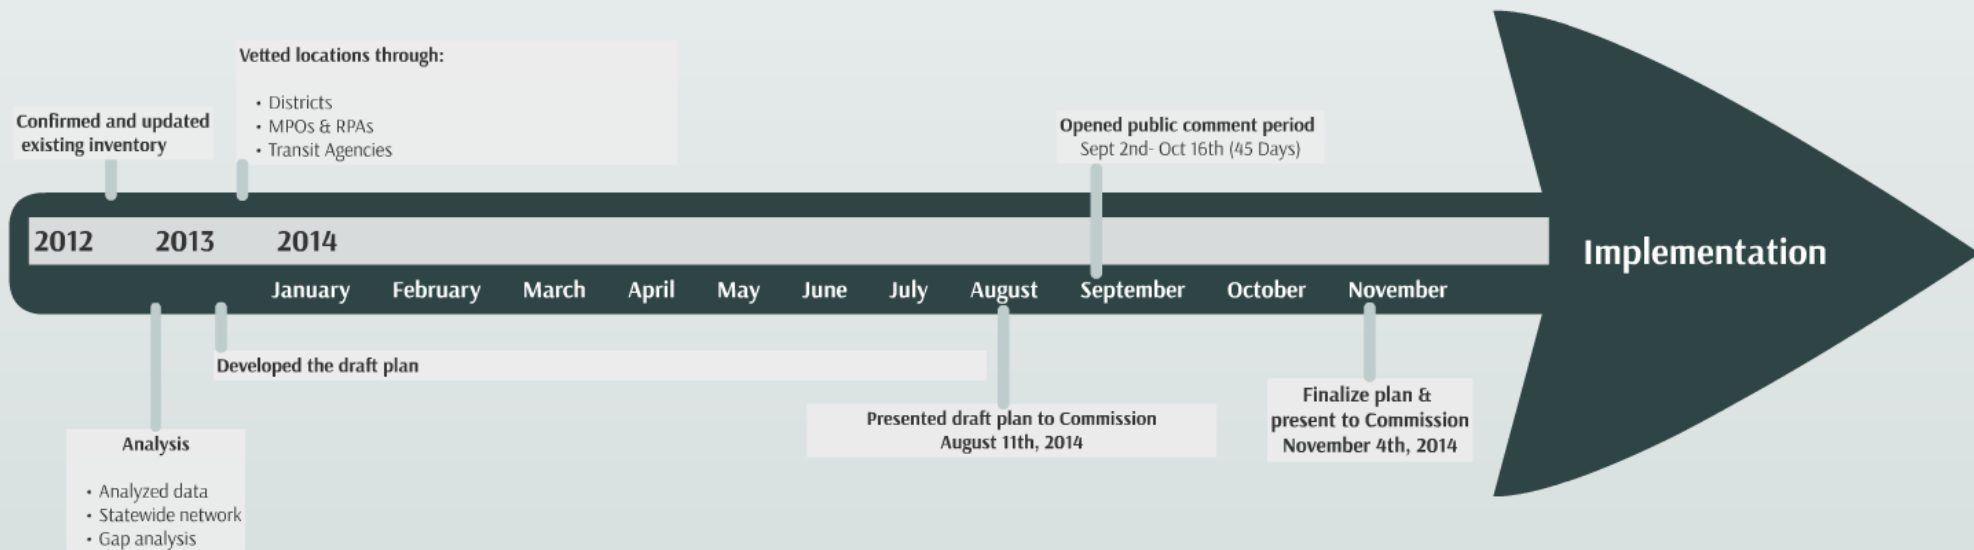 Vetted locations through:
• Districts
• MPOs & RPAs
• Transit Agencies
Confirmed and updated
existing inventory
Opened public comment period
Sept 2nd- Oct 16th (45 Days)
2012 2013 2014
January February March April May June July August September October November
Implementation
Developed the draft plan
Presented draft plan to Commission
August 11th, 2014
Finalize plan &
present to Commission
November 4th, 2014
Analysis
• Analyzed data
• Statewide network
• Gap analysis